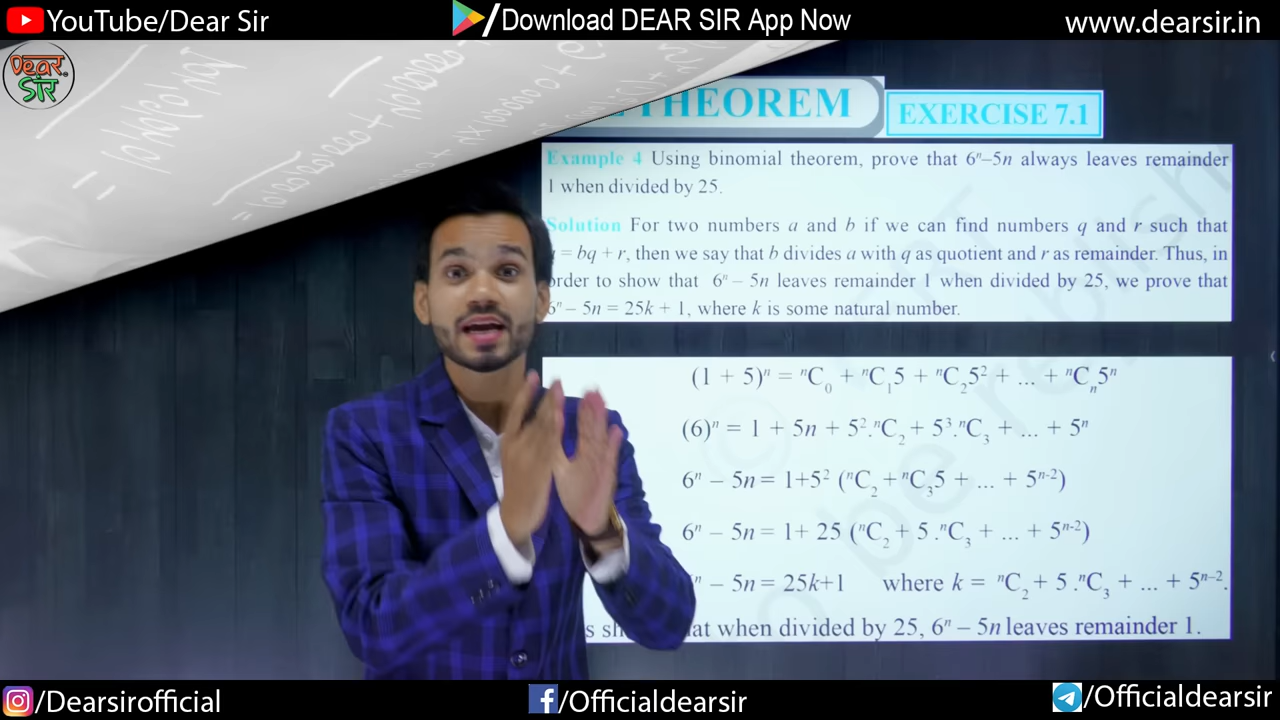 YouTube/Dear Sir
/Download DEAR SIR App Now
www.dearsir.in
Dear
Sir
THEOREM
EXERCISE 7.1
Example 4 Using binomial theorem, prove that 6ⁿ–5n always leaves remainder
1 when divided by 25.
Solution For two numbers a and b if we can find numbers q and r such that
= bq + r, then we say that b divides a with q as quotient and r as remainder. Thus, in
order to show that 6ⁿ – 5n leaves remainder 1 when divided by 25, we prove that
6ⁿ – 5n = 25k + 1, where k is some natural number.
(1 + 5)ⁿ = ⁿC₀ + ⁿC₁5 + ⁿC₂5² + ... + ⁿCₙ5ⁿ
(6)ⁿ = 1 + 5n + 5².ⁿC₂ + 5³.ⁿC₃ + ... + 5ⁿ
6ⁿ – 5n = 1+5² (ⁿC₂ + ⁿC₃5 + ... + 5ⁿ⁻²)
6ⁿ – 5n = 1+ 25 (ⁿC₂ + 5 .ⁿC₃ + ... + 5ⁿ⁻²)
ⁿ – 5n = 25k+1 where k = ⁿC₂ + 5 .ⁿC₃ + ... + 5ⁿ⁻².
when divided by 25, 6ⁿ – 5n leaves remainder 1.
/Dearsirofficial
/Officialdearsir
/Officialdearsir